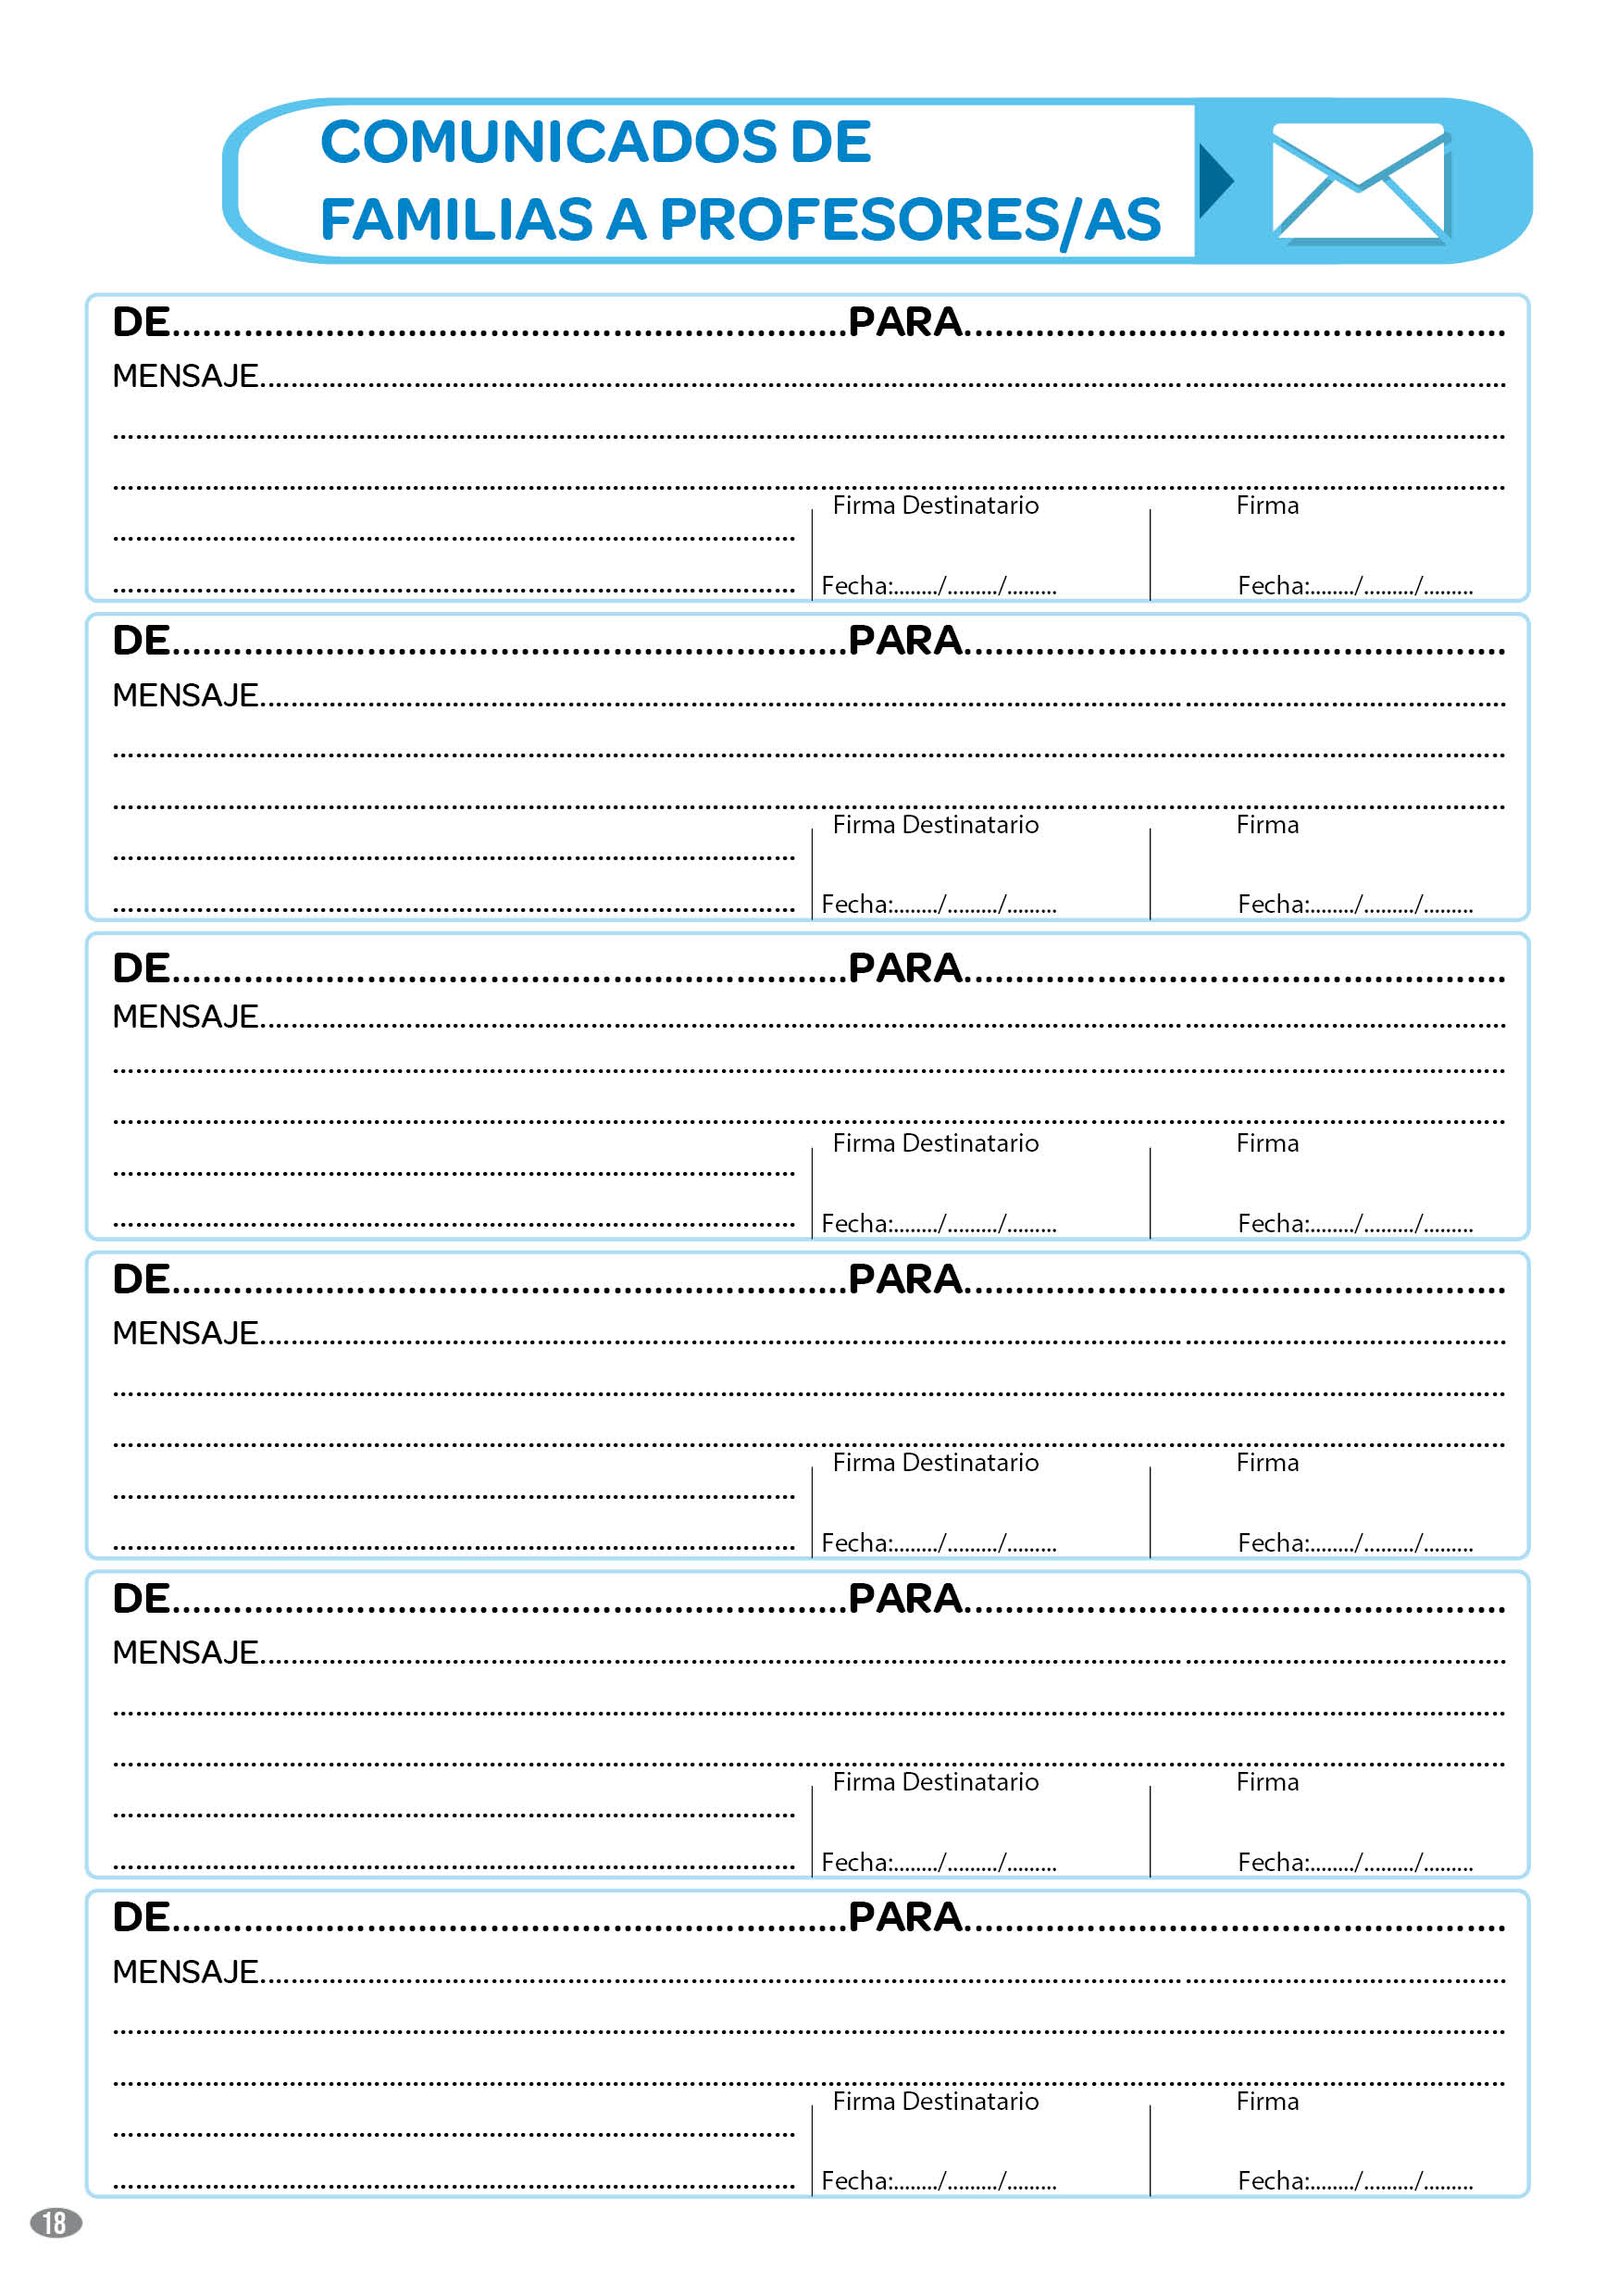 COMUNICADOS DE
FAMILIAS A PROFESORES/AS
DE..................................................................PARA.....................................................
MENSAJE..............................................................................................................
..............................................................................................................
..............................................................................................................
Firma Destinatario Firma
............................................................
............................................................ Fecha:......../........./......... Fecha:......../........./.........
DE..................................................................PARA.....................................................
MENSAJE..............................................................................................................
..............................................................................................................
..............................................................................................................
Firma Destinatario Firma
............................................................
............................................................ Fecha:......../........./......... Fecha:......../........./.........
DE..................................................................PARA.....................................................
MENSAJE..............................................................................................................
..............................................................................................................
..............................................................................................................
Firma Destinatario Firma
............................................................
............................................................ Fecha:......../........./......... Fecha:......../........./.........
DE..................................................................PARA.....................................................
MENSAJE..............................................................................................................
..............................................................................................................
..............................................................................................................
Firma Destinatario Firma
............................................................
............................................................ Fecha:......../........./......... Fecha:......../........./.........
DE..................................................................PARA.....................................................
MENSAJE..............................................................................................................
..............................................................................................................
..............................................................................................................
Firma Destinatario Firma
............................................................
............................................................ Fecha:......../........./......... Fecha:......../........./.........
DE..................................................................PARA.....................................................
MENSAJE..............................................................................................................
..............................................................................................................
..............................................................................................................
Firma Destinatario Firma
............................................................
............................................................ Fecha:......../........./......... Fecha:......../........./.........
18